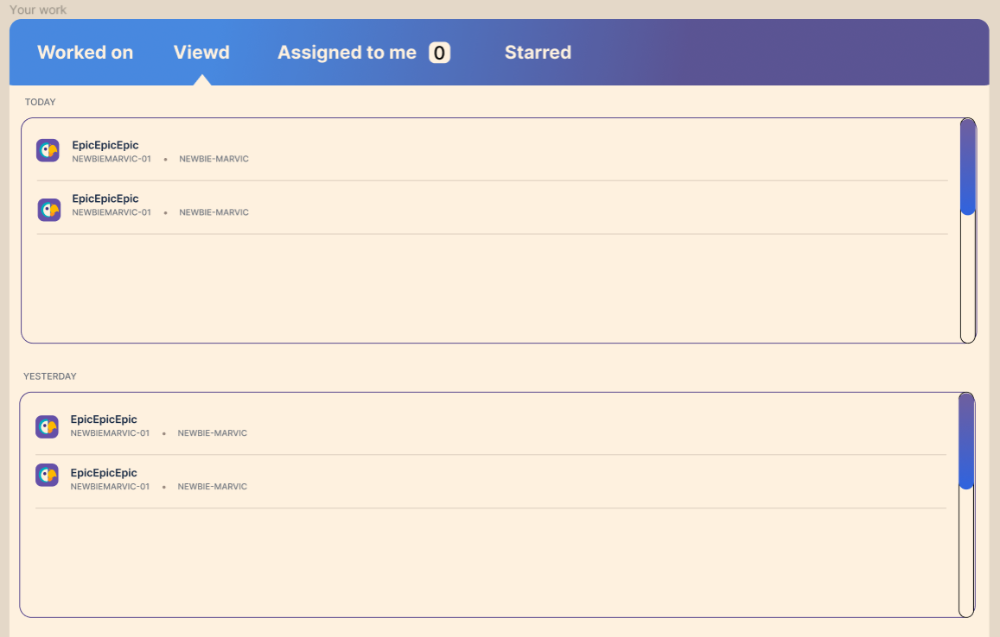 Your work
Worked on Viewd Assigned to me 0 Starred
TODAY
EpicEpicEpic
NEWBIEMARVIC-01 • NEWBIE-MARVIC
EpicEpicEpic
NEWBIEMARVIC-01 • NEWBIE-MARVIC
YESTERDAY
EpicEpicEpic
NEWBIEMARVIC-01 • NEWBIE-MARVIC
EpicEpicEpic
NEWBIEMARVIC-01 • NEWBIE-MARVIC